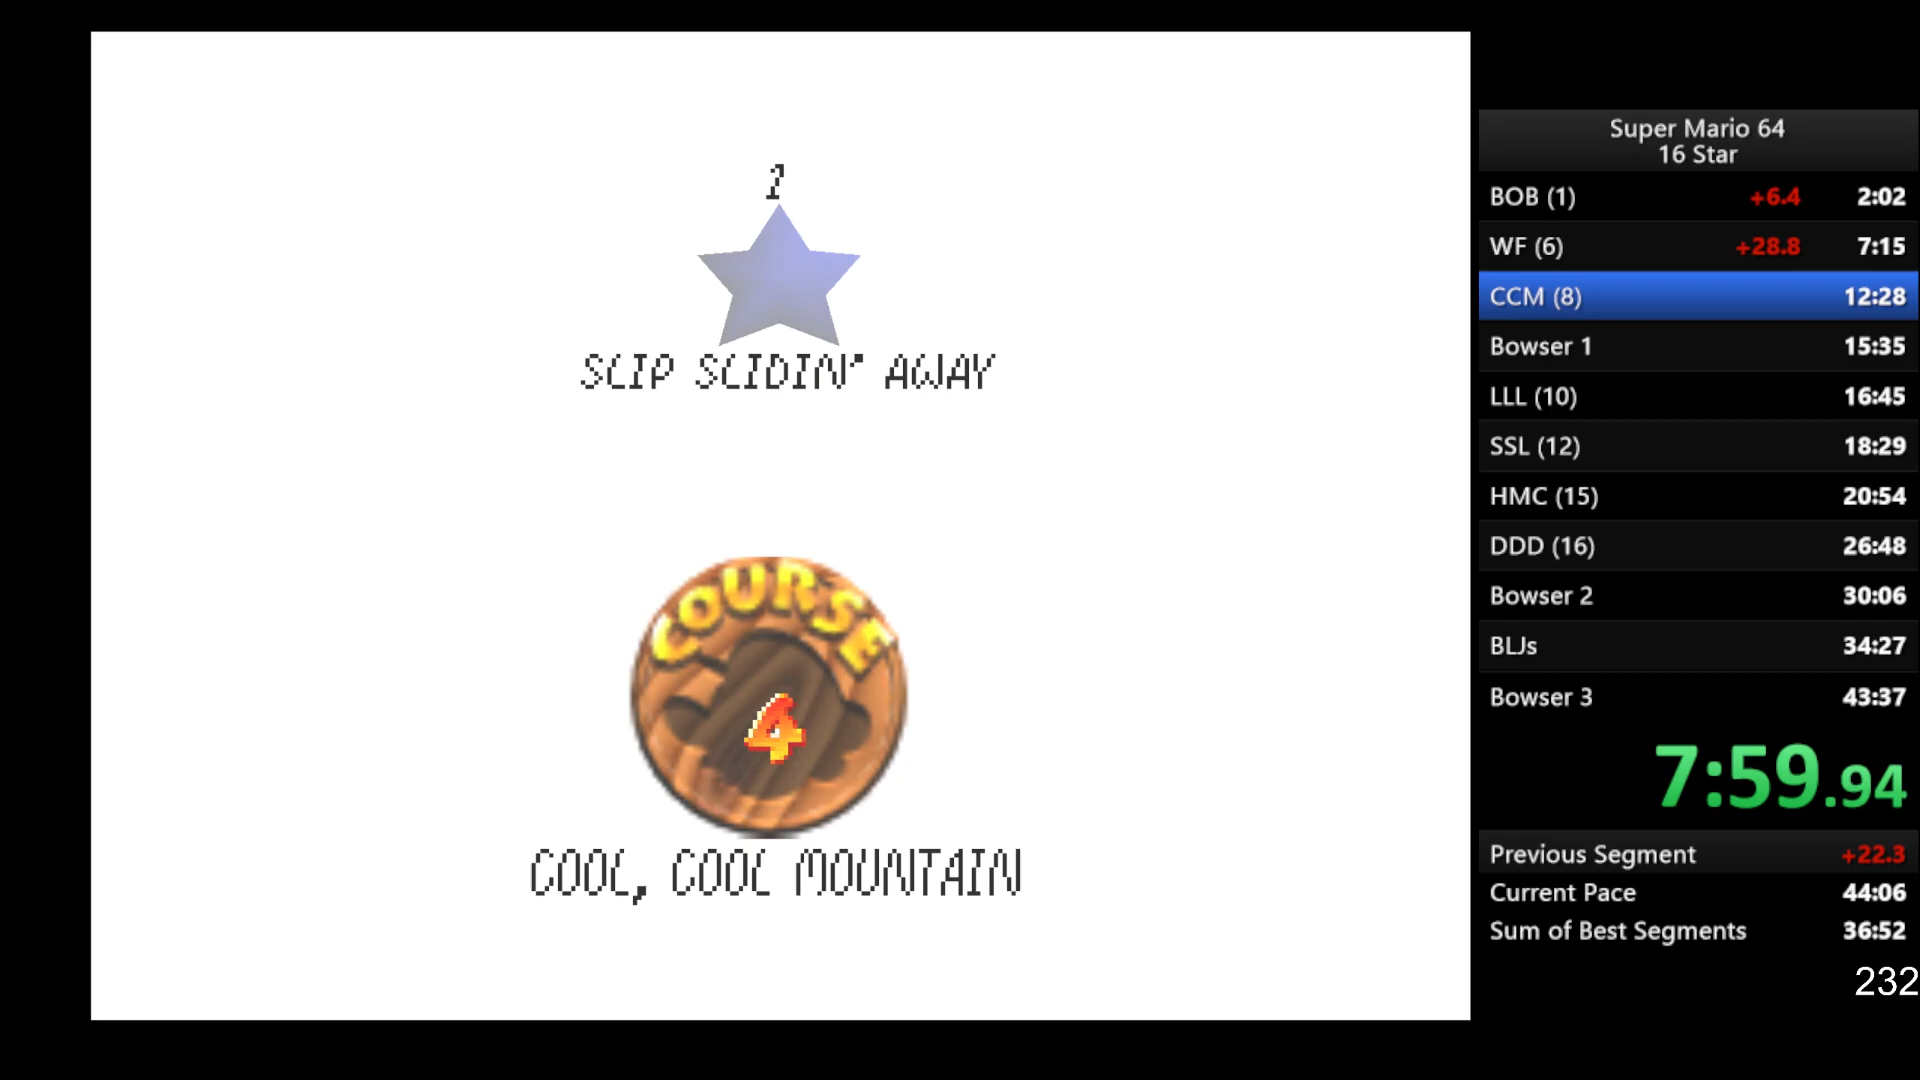 1
SLIP SLIDIN' AWAY
COURSE
4
COOL, COOL MOUNTAIN
Super Mario 64
16 Star
BOB (1) +6.4 2:02
WF (6) +28.8 7:15
CCM (8) 12:28
Bowser 1 15:35
LLL (10) 16:45
SSL (12) 18:29
HMC (15) 20:54
DDD (16) 26:48
Bowser 2 30:06
BLJs 34:27
Bowser 3 43:37
7:59.94
Previous Segment +22.3
Current Pace 44:06
Sum of Best Segments 36:52
232